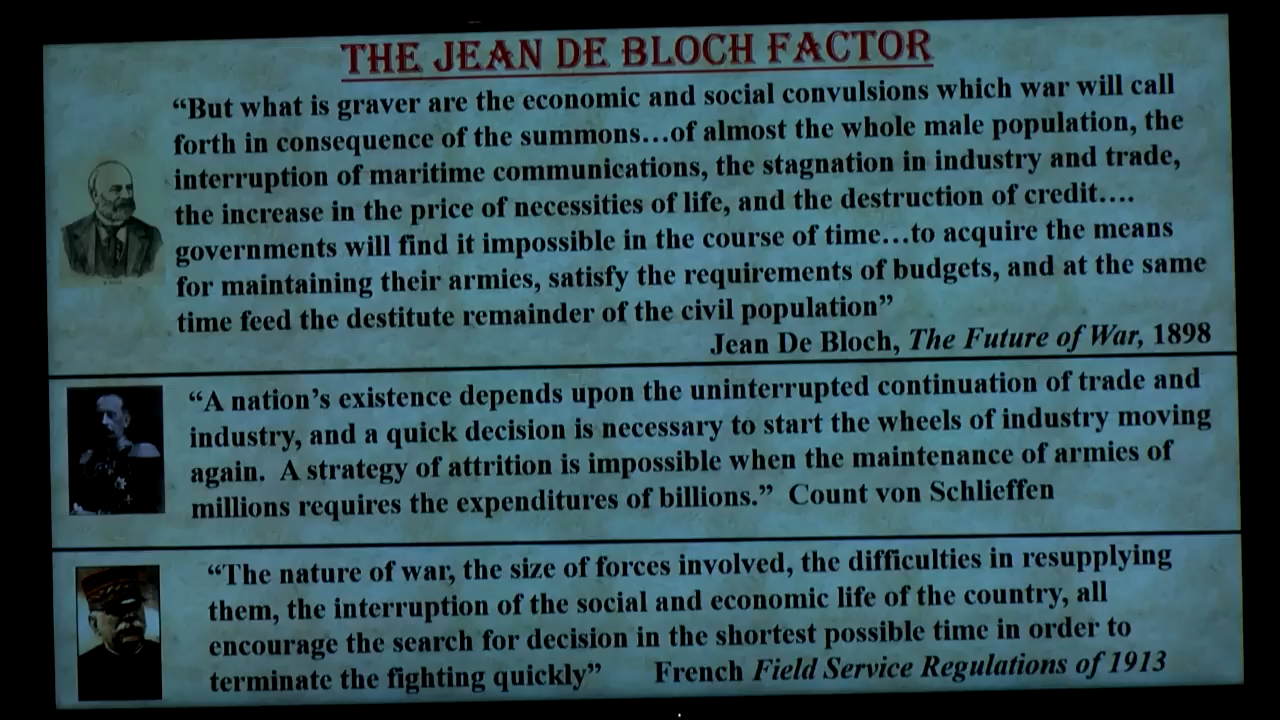 THE JEAN DE BLOCH FACTOR
“But what is graver are the economic and social convulsions which war will call
forth in consequence of the summons…of almost the whole male population, the
interruption of maritime communications, the stagnation in industry and trade,
the increase in the price of necessities of life, and the destruction of credit….
governments will find it impossible in the course of time…to acquire the means
for maintaining their armies, satisfy the requirements of budgets, and at the same
time feed the destitute remainder of the civil population”
Jean De Bloch, The Future of War, 1898
“A nation’s existence depends upon the uninterrupted continuation of trade and
industry, and a quick decision is necessary to start the wheels of industry moving
again. A strategy of attrition is impossible when the maintenance of armies of
millions requires the expenditures of billions.” Count von Schlieffen
“The nature of war, the size of forces involved, the difficulties in resupplying
them, the interruption of the social and economic life of the country, all
encourage the search for decision in the shortest possible time in order to
terminate the fighting quickly” French Field Service Regulations of 1913